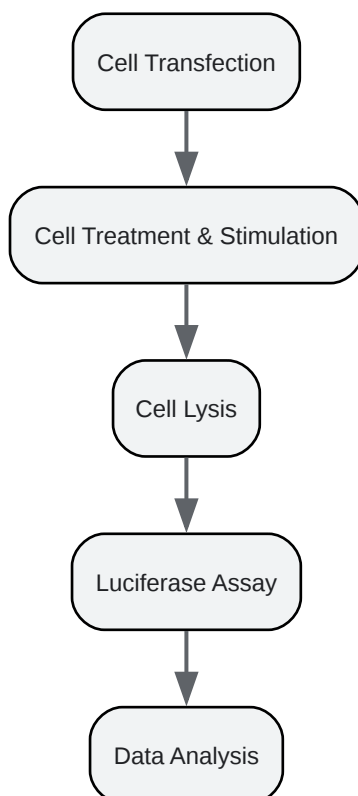 Cell Transfection
Cell Treatment & Stimulation
Cell Lysis
Luciferase Assay
Data Analysis